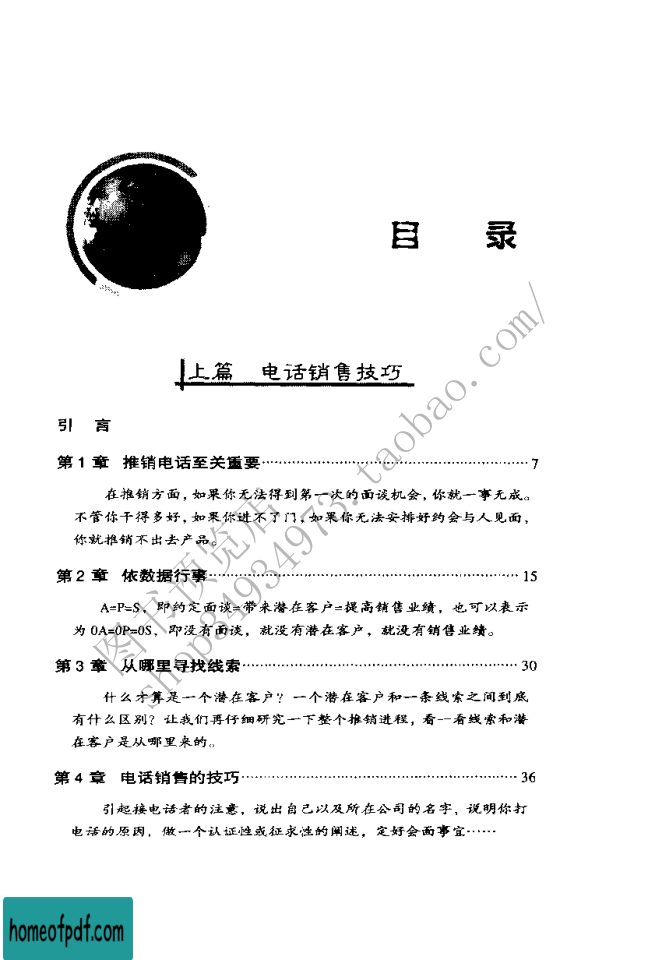 目 录
上篇 电话销售技巧
引 言
第1章 推销电话至关重要 7
在推销方面，如果你无法得到第一次的面谈机会，你就一事无成。
不管你干得多好，如果你进不了门，如果你无法安排好约会与人见面，
你就推销不出去产品。
第2章 依数据行事 15
A=P=S，即约定面谈=带来潜在客户=提高销售业绩，也可以表示
为0A=0P=0S，即没有面谈，就没有潜在客户，就没有销售业绩。
第3章 从哪里寻找线索 30
什么才算是一个潜在客户？一个潜在客户和一条线索之间到底
有什么区别？让我们再仔细研究一下整个推销进程，看一看线索和潜
在客户是从哪里来的。
第4章 电话销售的技巧 36
引起接电话者的注意，说出自己以及所在公司的名字，说明你打
电话的原因，做一个认证性或征求性的阐述，定好会面事宜……
图书预览店
shop84934973.taobao.com/
homeofpdf.com